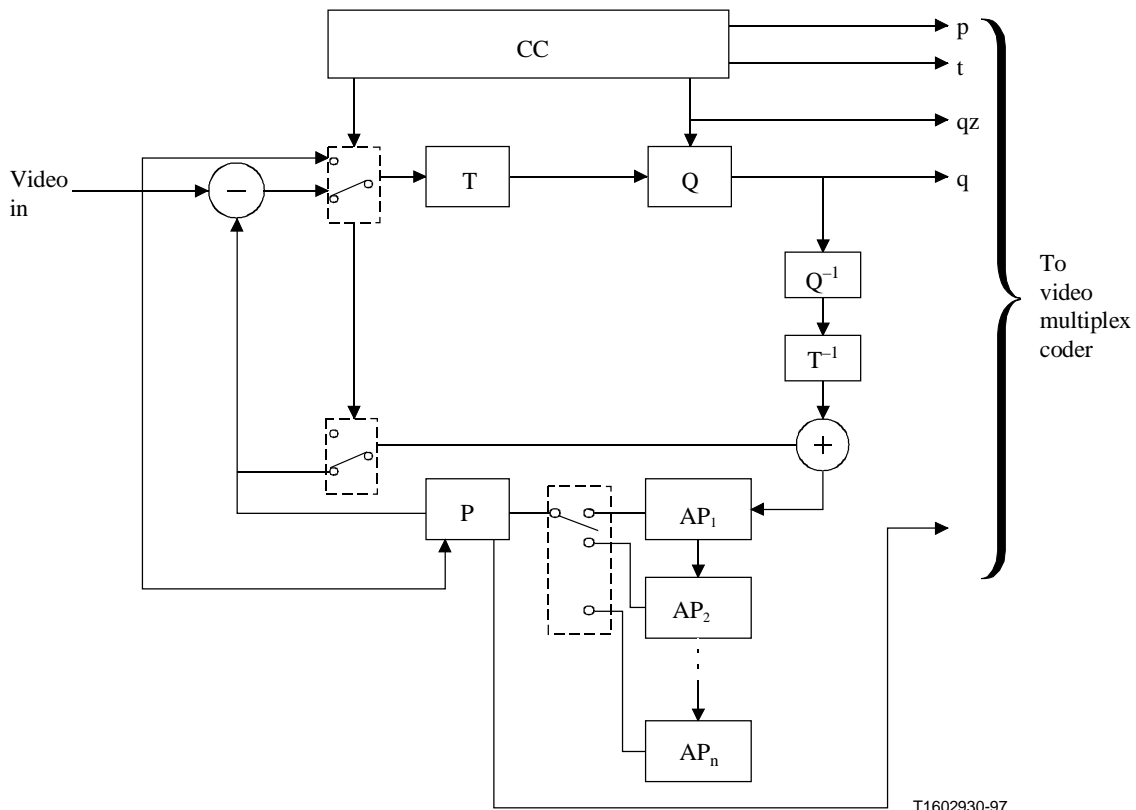 CC
p
t
qz
Video
in
−
T
Q
q
Q⁻¹
To
video
multiplex
coder
T⁻¹
+
P
AP₁
AP₂
APₙ
T1602930-97